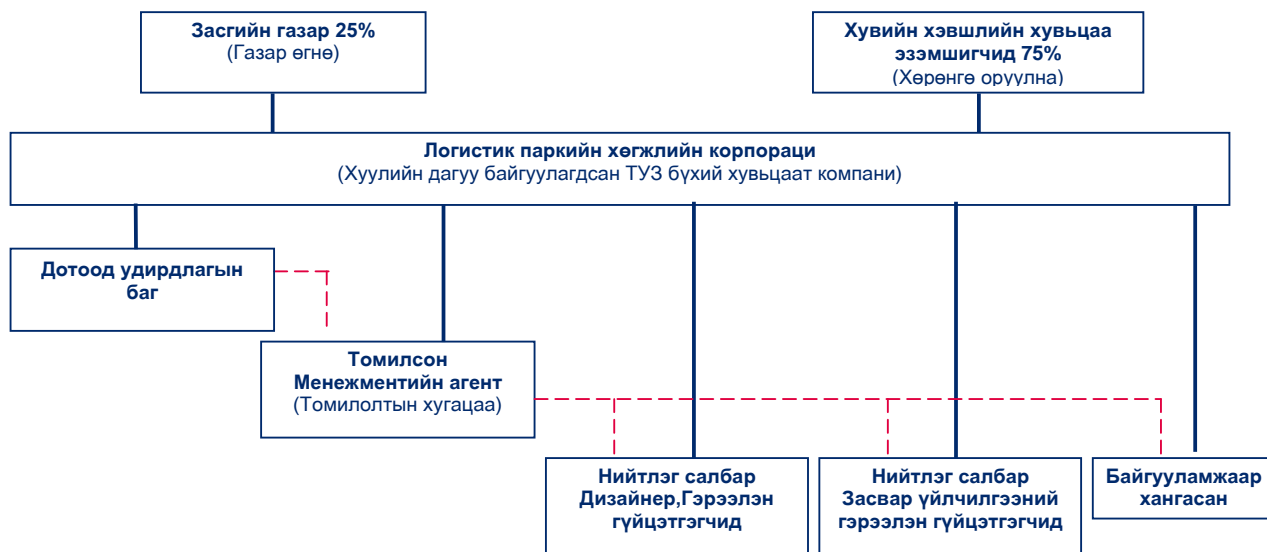 Засгийн газар 25%
(Газар өгнө)
Хувийн хэвшлийн хувьцаа
эзэмшигчид 75%
(Хөрөнгө оруулна)
Логистик паркийн хөгжлийн корпораци
(Хуулийн дагуу байгуулагдсан ТУЗ бүхий хувьцаат компани)
Дотоод удирдлагын
баг
Томилсон
Менежментийн агент
(Томилолтын хугацаа)
Нийтлэг салбар
Дизайнер,Гэрээлэн
гүйцэтгэгчид
Нийтлэг салбар
Засвар үйлчилгээний
гэрээлэн гүйцэтгэгчид
Байгууламжаар
хангасан